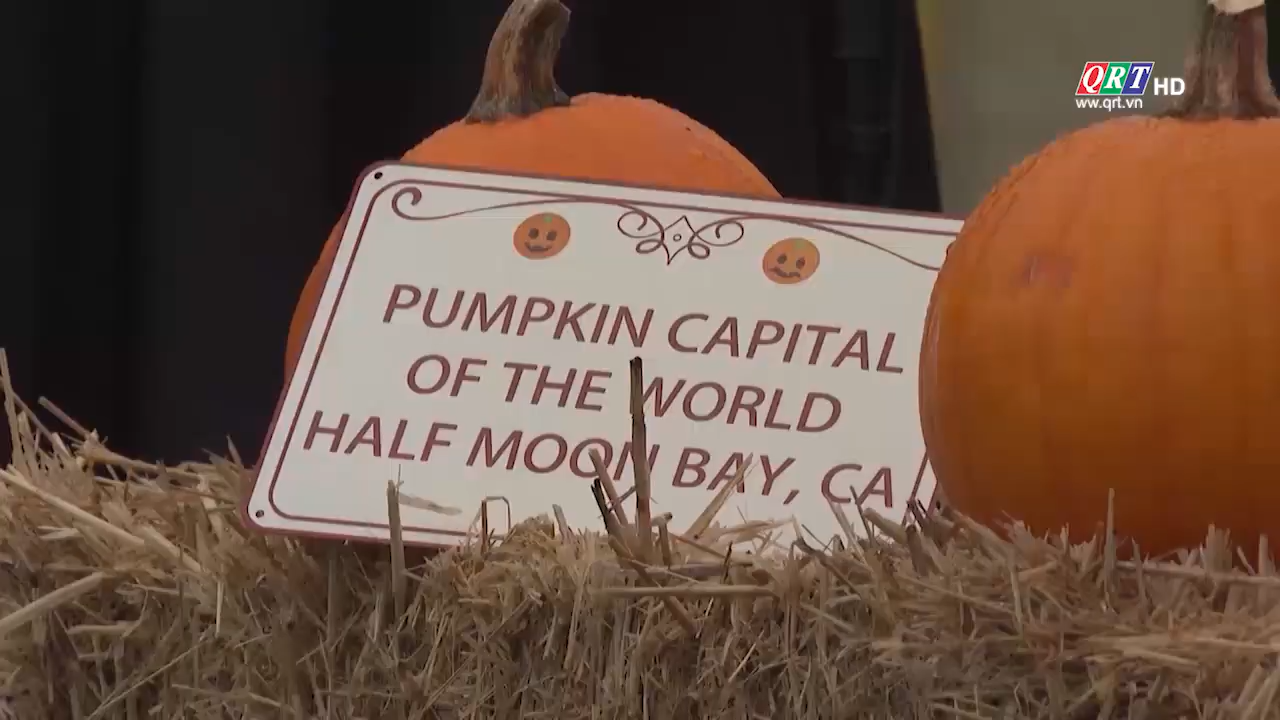 QRT HD
www.qrt.vn
PUMPKIN CAPITAL
OF THE WORLD
HALF MOON BAY, CA